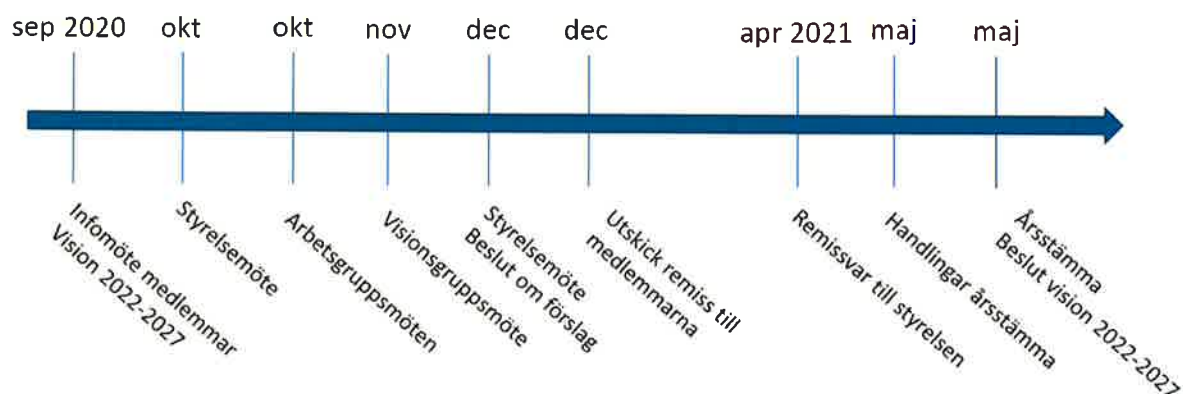 sep 2020 okt okt nov dec dec apr 2021 maj maj
Infomöte medlemmar
Vision 2022-2027
Styrelsemöte
Arbetsgruppsmöten
Visionsgruppsmöte
Styrelsemöte
Beslut om förslag
Utskick remiss till
medlemmarna
Remissvar till styrelsen
Handlingar årsstämma
Årsstämma
Beslut vision 2022-2027